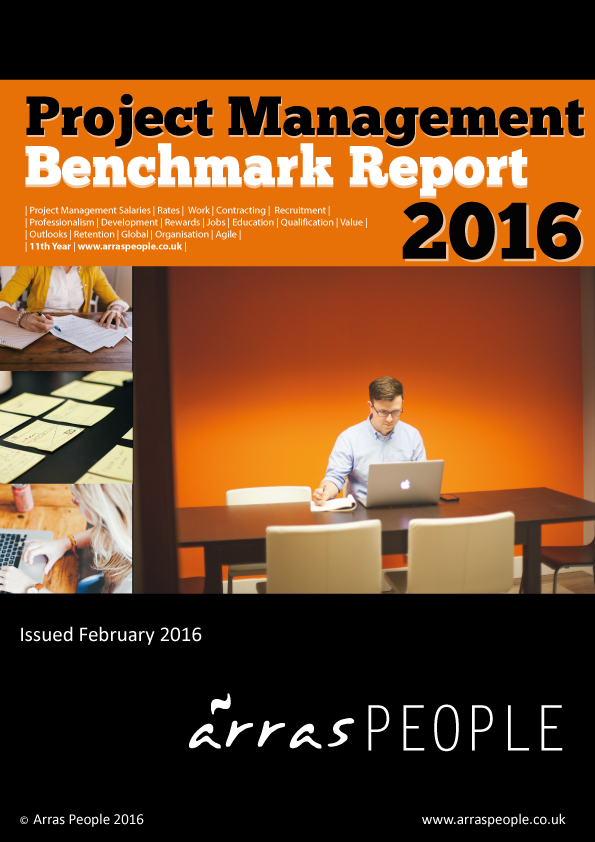 Project Management
Benchmark Report
2016
| Project Management Salaries | Rates | Work | Contracting | Recruitment |
| Professionalism | Development | Rewards | Jobs | Education | Qualification | Value |
| Outlooks | Retention | Global | Organisation | Agile |
| 11th Year | www.arraspeople.co.uk |
Issued February 2016
ãrras PEOPLE
© Arras People 2016
www.arraspeople.co.uk